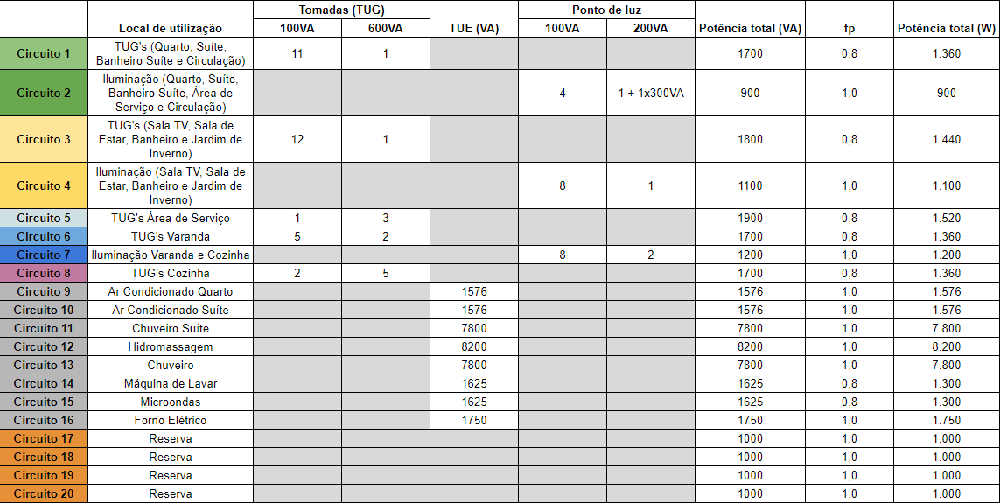 Tomadas (TUG) Ponto de luz
Local de utilização 100VA 600VA TUE (VA) 100VA 200VA Potência total (VA) fp Potência total (W)
Circuito 1 TUG's (Quarto, Suíte,
Banheiro Suíte e Circulação) 11 1 1700 0,8 1.360
Circuito 2 Iluminação (Quarto, Suíte,
Banheiro Suíte, Área de
Serviço e Circulação) 4 1 + 1x300VA 900 1,0 900
Circuito 3 TUG's (Sala TV, Sala de
Estar, Banheiro e Jardim de
Inverno) 12 1 1800 0,8 1.440
Circuito 4 Iluminação (Sala TV, Sala de
Estar, Banheiro e Jardim de
Inverno) 8 1 1100 1,0 1.100
Circuito 5 TUG's Área de Serviço 1 3 1900 0,8 1.520
Circuito 6 TUG's Varanda 5 2 1700 0,8 1.360
Circuito 7 Iluminação Varanda e Cozinha 8 2 1200 1,0 1.200
Circuito 8 TUG's Cozinha 2 5 1700 0,8 1.360
Circuito 9 Ar Condicionado Quarto 1576 1576 1,0 1.576
Circuito 10 Ar Condicionado Suíte 1576 1576 1,0 1.576
Circuito 11 Chuveiro Suíte 7800 7800 1,0 7.800
Circuito 12 Hidromassagem 8200 8200 1,0 8.200
Circuito 13 Chuveiro 7800 7800 1,0 7.800
Circuito 14 Máquina de Lavar 1625 1625 0,8 1.300
Circuito 15 Microondas 1625 1625 0,8 1.300
Circuito 16 Forno Elétrico 1750 1750 1,0 1.750
Circuito 17 Reserva 1000 1,0 1.000
Circuito 18 Reserva 1000 1,0 1.000
Circuito 19 Reserva 1000 1,0 1.000
Circuito 20 Reserva 1000 1,0 1.000